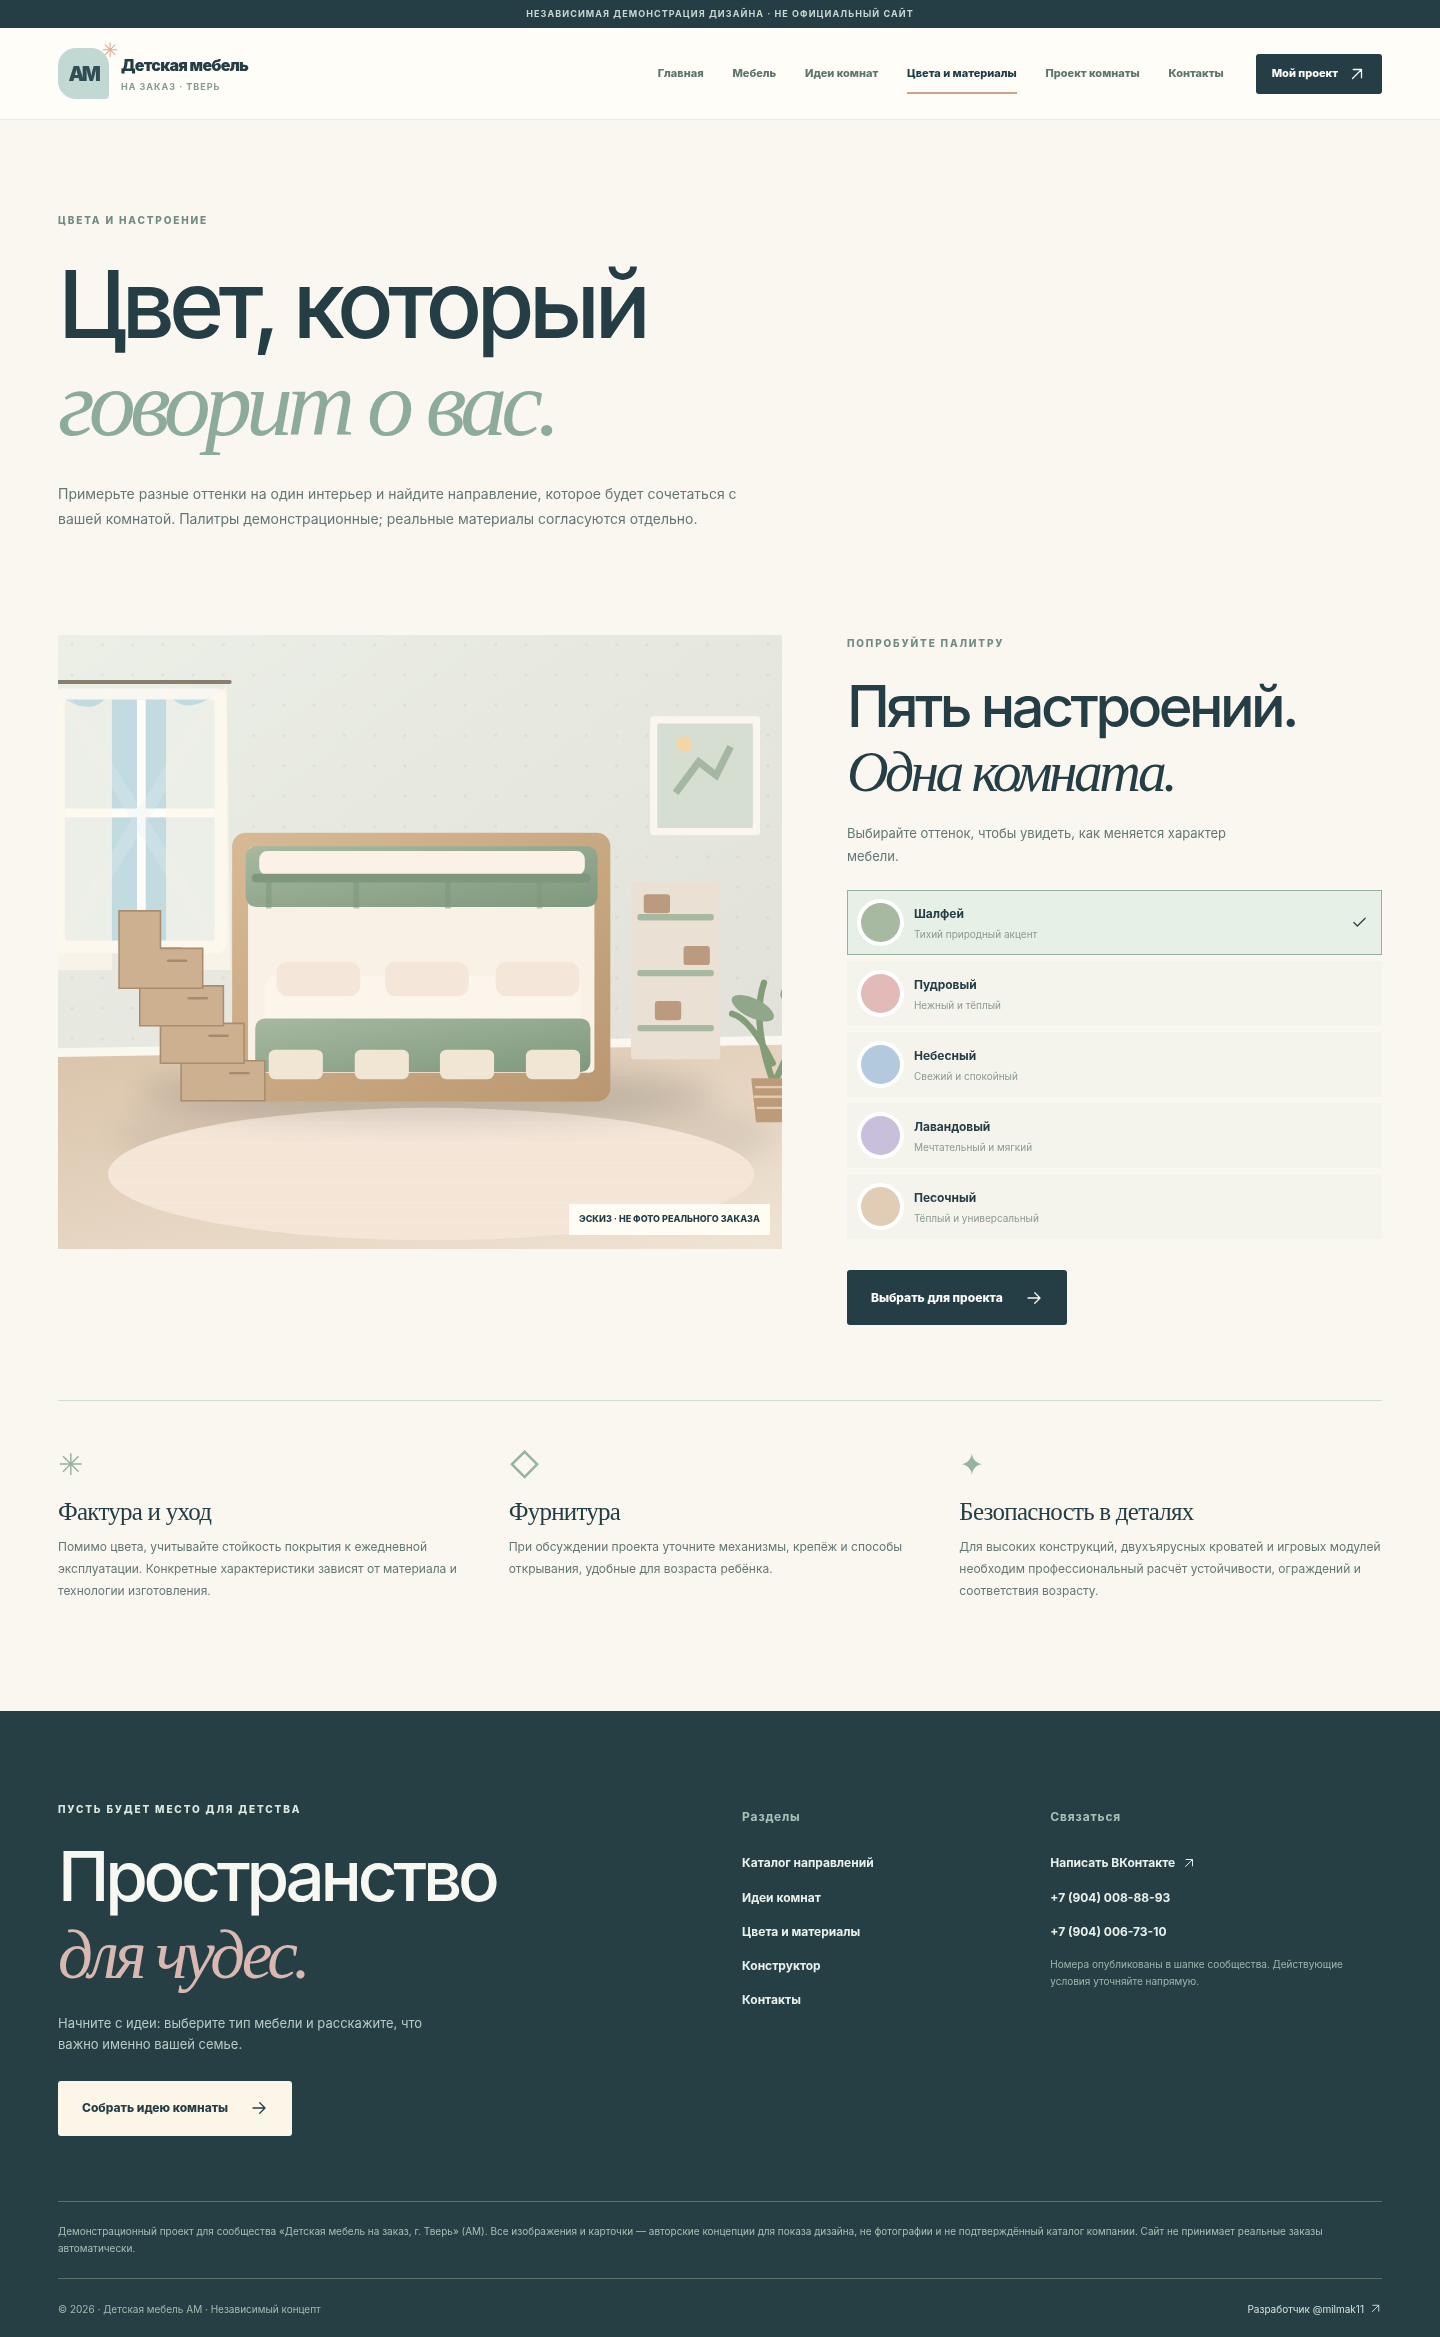 НЕЗАВИСИМАЯ ДЕМОНСТРАЦИЯ ДИЗАЙНА · НЕ ОФИЦИАЛЬНЫЙ САЙТ
АМ
Детская мебель
НА ЗАКАЗ · ТВЕРЬ
Главная
Мебель
Идеи комнат
Цвета и материалы
Проект комнаты
Контакты
Мой проект
ЦВЕТА И НАСТРОЕНИЕ
Цвет, который
говорит о вас.
Примерьте разные оттенки на один интерьер и найдите направление, которое будет сочетаться с
вашей комнатой. Палитры демонстрационные; реальные материалы согласуются отдельно.
ЭСКИЗ · НЕ ФОТО РЕАЛЬНОГО ЗАКАЗА
ПОПРОБУЙТЕ ПАЛИТРУ
Пять настроений.
Одна комната.
Выбирайте оттенок, чтобы увидеть, как меняется характер
мебели.
Шалфей
Тихий природный акцент
Пудровый
Нежный и тёплый
Небесный
Свежий и спокойный
Лавандовый
Мечтательный и мягкий
Песочный
Тёплый и универсальный
Выбрать для проекта
Фактура и уход
Помимо цвета, учитывайте стойкость покрытия к ежедневной
эксплуатации. Конкретные характеристики зависят от материала и
технологии изготовления.
Фурнитура
При обсуждении проекта уточните механизмы, крепёж и способы
открывания, удобные для возраста ребёнка.
Безопасность в деталях
Для высоких конструкций, двухъярусных кроватей и игровых модулей
необходим профессиональный расчёт устойчивости, ограждений и
соответствия возрасту.
ПУСТЬ БУДЕТ МЕСТО ДЛЯ ДЕТСТВА
Пространство
для чудес.
Начните с идеи: выберите тип мебели и расскажите, что
важно именно вашей семье.
Собрать идею комнаты
Разделы
Каталог направлений
Идеи комнат
Цвета и материалы
Конструктор
Контакты
Связаться
Написать ВКонтакте
+7 (904) 008-88-93
+7 (904) 006-73-10
Номера опубликованы в шапке сообщества. Действующие
условия уточняйте напрямую.
Демонстрационный проект для сообщества «Детская мебель на заказ, г. Тверь» (АМ). Все изображения и карточки — авторские концепции для показа дизайна, не фотографии и не подтверждённый каталог компании. Сайт не принимает реальные заказы
автоматически.
© 2026 · Детская мебель АМ · Независимый концепт
Разработчик @milmak11